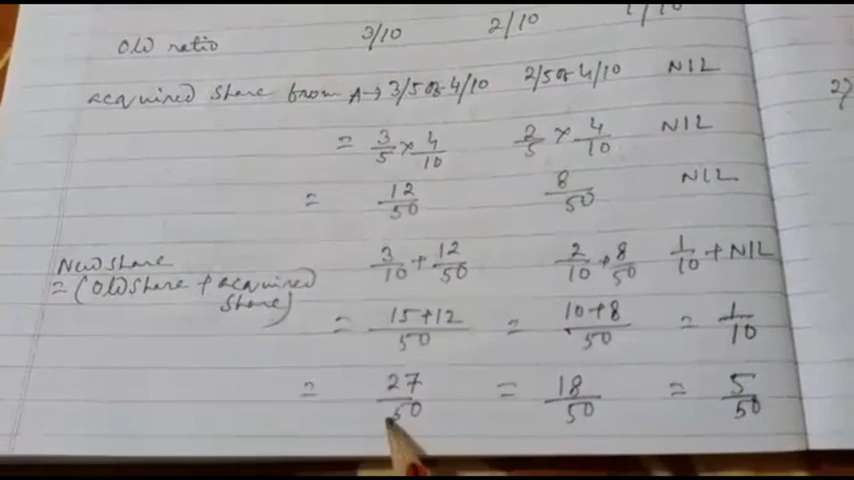 Old ratio 3/10 2/10 1/10
acquired share from A→ 3/5 of 4/10 2/5 of 4/10 NIL
= 3/5 × 4/10 2/5 × 4/10 NIL
= 12/50 8/50 NIL
New share 3/10 + 12/50 2/10 + 8/50 1/10 + NIL
= (Old share + acquired share)
= 15+12/50 = 10+8/50 = 1/10
= 27/50 = 18/50 = 5/50
2)